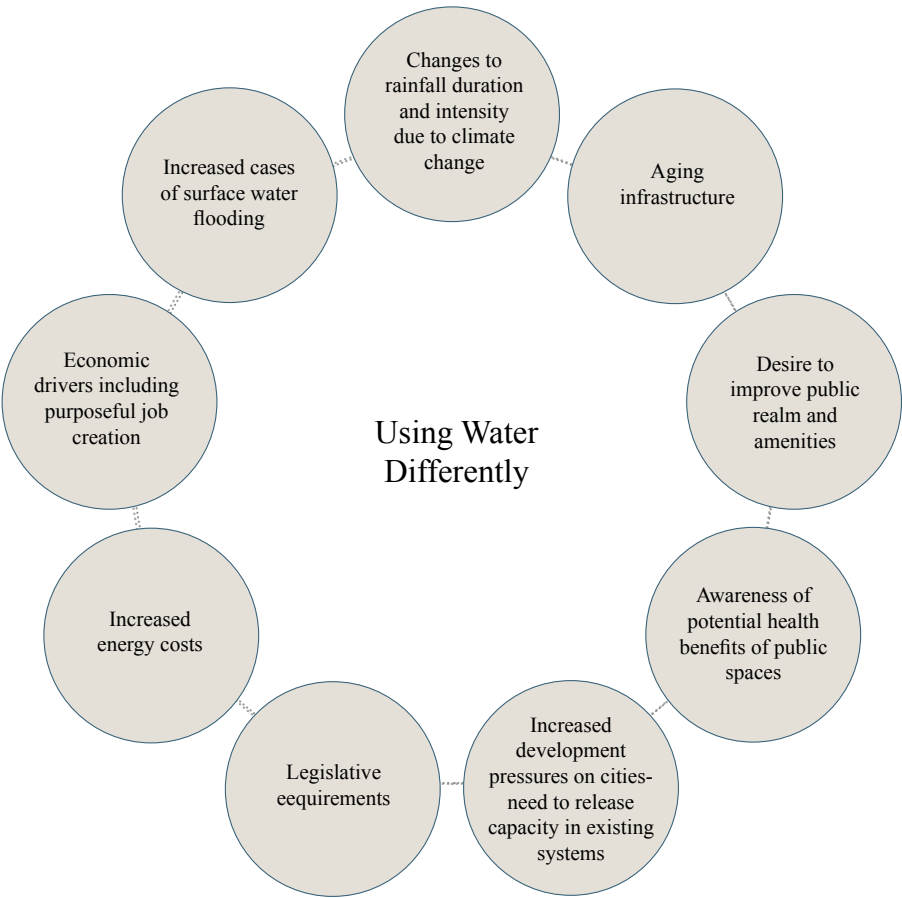 Changes to
rainfall duration
and intensity
due to climate
change
Aging
infrastructure
Desire to
improve public
realm and
amenities
Awareness of
potential health
benefits of public
spaces
Increased
development
pressures on cities-
need to release
capacity in existing
systems
Legislative
eequirements
Increased
energy costs
Economic
drivers including
purposeful job
creation
Increased cases
of surface water
flooding
Using Water
Differently